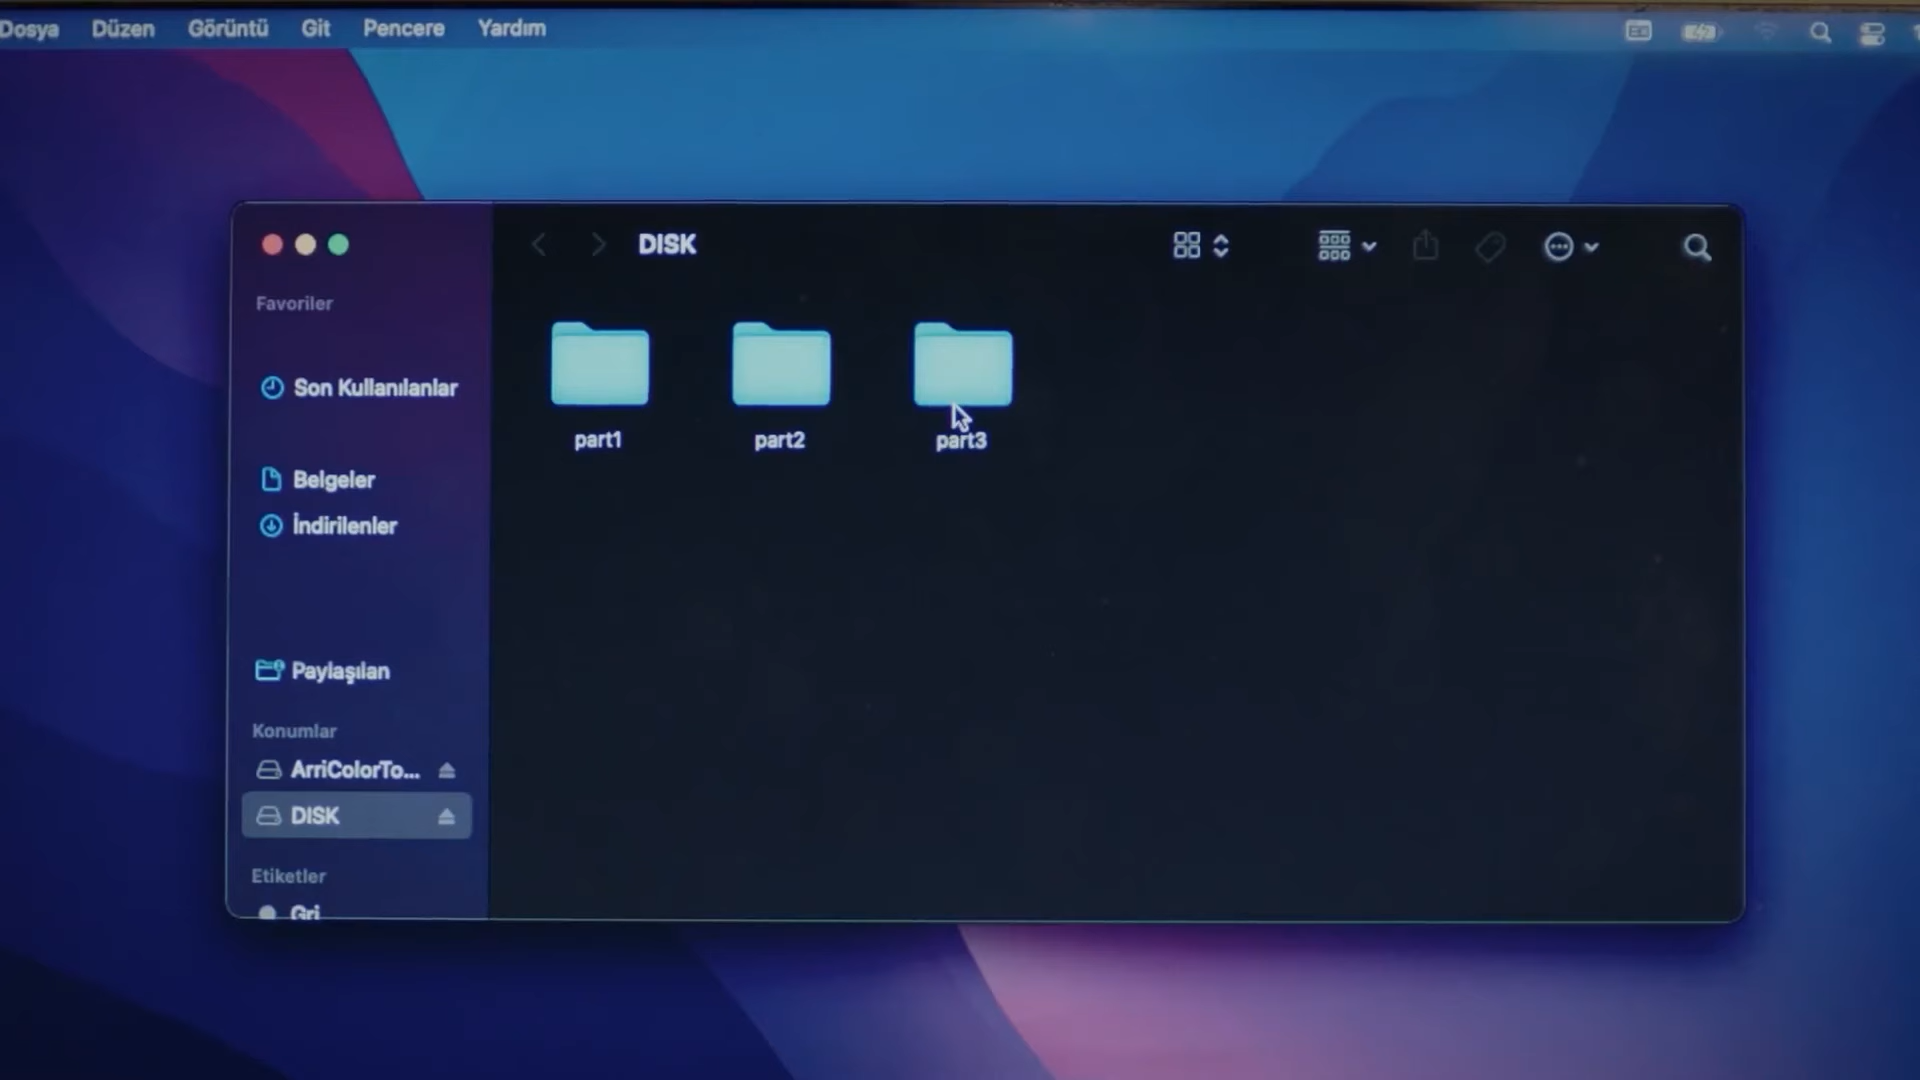 Dosya Düzen Görüntü Git Pencere Yardım
DISK
Favoriler
Son Kullanılanlar
Belgeler
İndirilenler
Paylaşılan
Konumlar
ArriColorTo...
DISK
Etiketler
Gri
part1 part2 part3